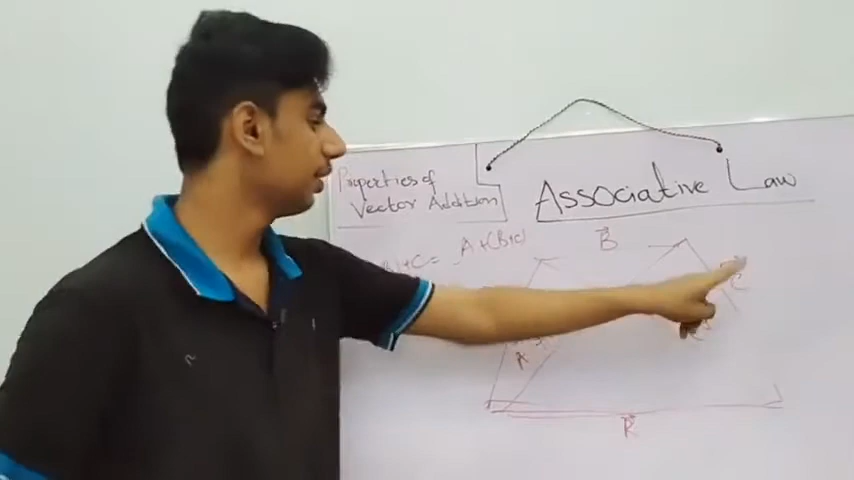 Properties of
Vector Addition
Associative Law
+C = A+(B+C)
B
C
A
R